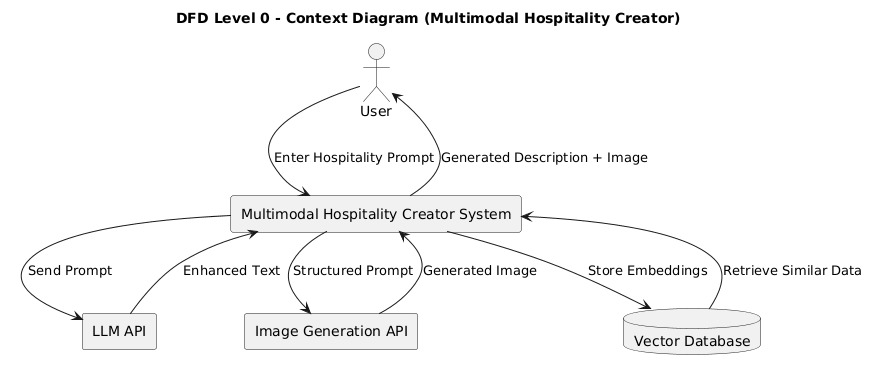 DFD Level 0 - Context Diagram (Multimodal Hospitality Creator)
User
Enter Hospitality Prompt
Generated Description + Image
Multimodal Hospitality Creator System
Send Prompt
Enhanced Text
Structured Prompt
Generated Image
Store Embeddings
Retrieve Similar Data
LLM API
Image Generation API
Vector Database